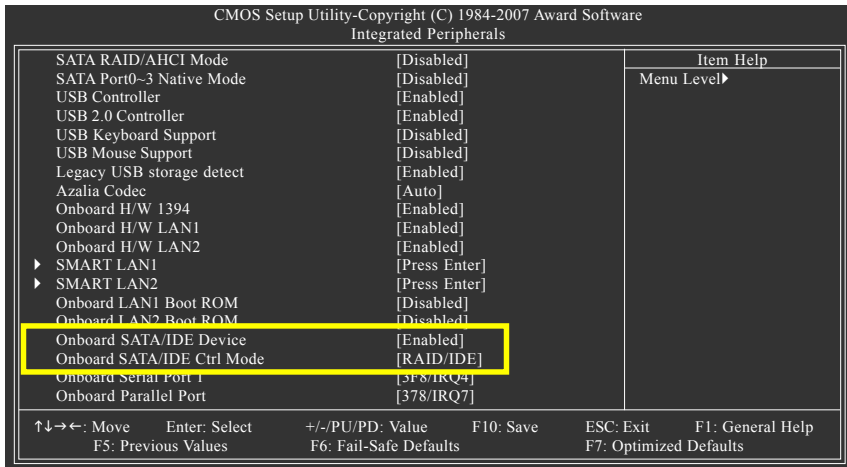 CMOS Setup Utility-Copyright (C) 1984-2007 Award Software
Integrated Peripherals
SATA RAID/AHCI Mode [Disabled] Item Help
SATA Port0~3 Native Mode [Disabled] Menu Level▶
USB Controller [Enabled]
USB 2.0 Controller [Enabled]
USB Keyboard Support [Disabled]
USB Mouse Support [Disabled]
Legacy USB storage detect [Enabled]
Azalia Codec [Auto]
Onboard H/W 1394 [Enabled]
Onboard H/W LAN1 [Enabled]
Onboard H/W LAN2 [Enabled]
▶ SMART LAN1 [Press Enter]
▶ SMART LAN2 [Press Enter]
Onboard LAN1 Boot ROM [Disabled]
Onboard LAN2 Boot ROM [Disabled]
Onboard SATA/IDE Device [Enabled]
Onboard SATA/IDE Ctrl Mode [RAID/IDE]
Onboard Serial Port 1 [3F8/IRQ4]
Onboard Parallel Port [378/IRQ7]
↑↓→←: Move Enter: Select +/-/PU/PD: Value F10: Save ESC: Exit F1: General Help
F5: Previous Values F6: Fail-Safe Defaults F7: Optimized Defaults